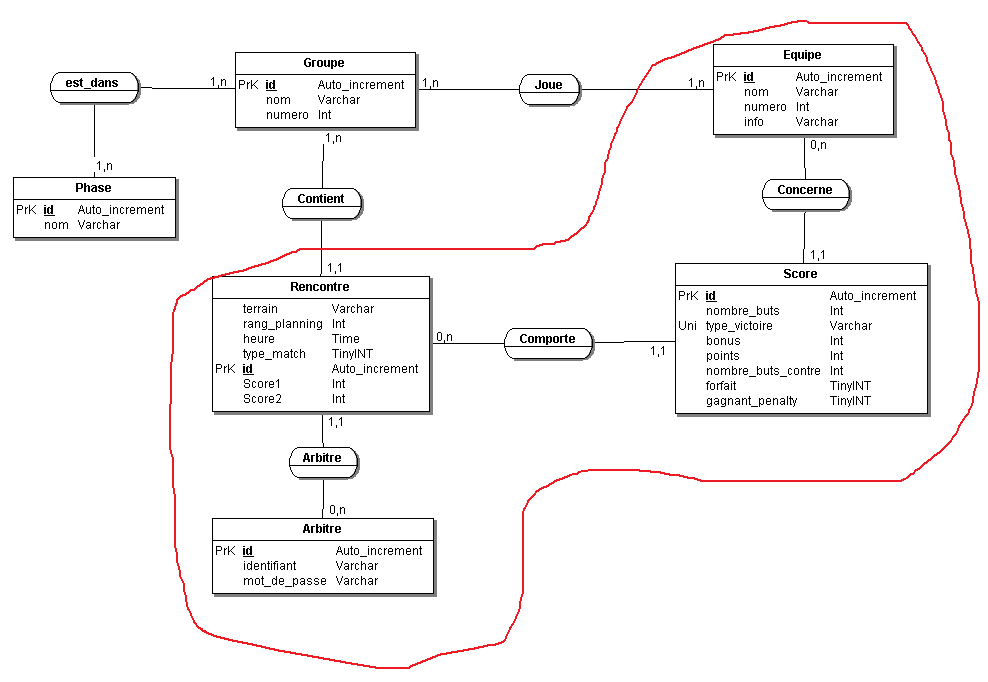 est_dans
1,n
1,n
Groupe
PrK id Auto_increment
nom Varchar
numero Int
1,n
1,n
Joue
1,n
Equipe
PrK id Auto_increment
nom Varchar
numero Int
info Varchar
0,n
Phase
PrK id Auto_increment
nom Varchar
Contient
1,1
Concerne
1,1
Rencontre
terrain Varchar
rang_planning Int
heure Time
type_match TinyINT
PrK id Auto_increment
Score1 Int
Score2 Int
0,n
Comporte
1,1
Score
PrK id Auto_increment
nombre_buts Int
Uni type_victoire Varchar
bonus Int
points Int
nombre_buts_contre Int
forfait TinyINT
gagnant_penalty TinyINT
1,1
Arbitre
0,n
Arbitre
PrK id Auto_increment
identifiant Varchar
mot_de_passe Varchar